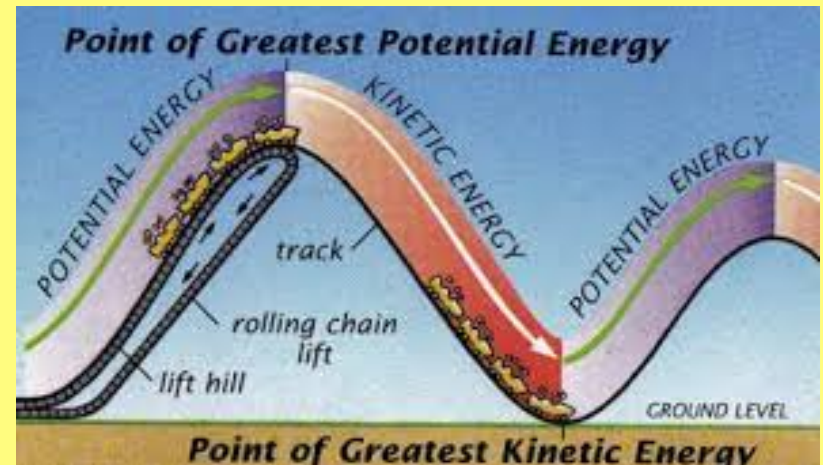 Point of Greatest Potential Energy
POTENTIAL ENERGY
KINETIC ENERGY
POTENTIAL ENERGY
track
rolling chain
lift
lift hill
GROUND LEVEL
Point of Greatest Kinetic Energy